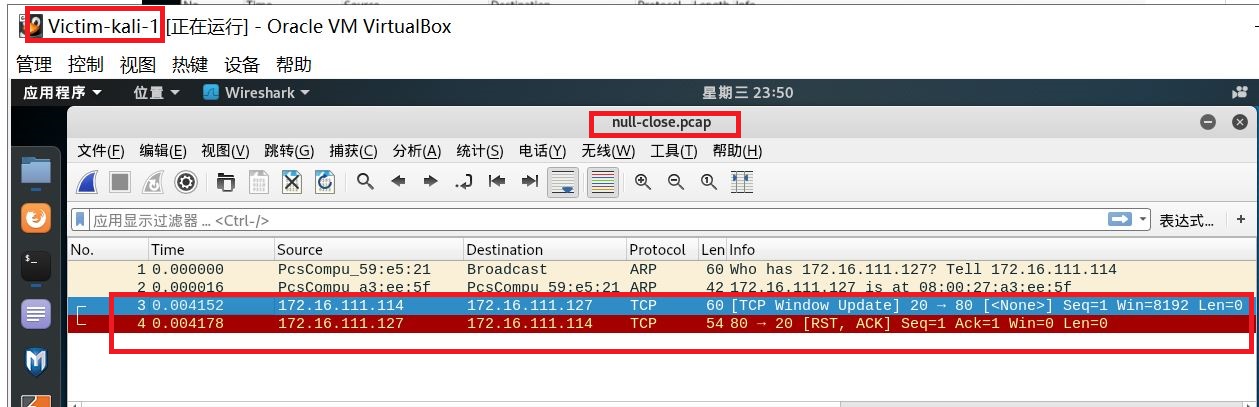 No. Time Source Destination Protocol Length Info
Victim-kali-1 [正在运行] - Oracle VM VirtualBox
管理 控制 视图 热键 设备 帮助
应用程序 位置 Wireshark 星期三 23:50
null-close.pcap
文件(F) 编辑(E) 视图(V) 跳转(G) 捕获(C) 分析(A) 统计(S) 电话(Y) 无线(W) 工具(T) 帮助(H)
应用显示过滤器 … <Ctrl-/> 表达式… +
No. Time Source Destination Protocol Len Info
1 0.000000 PcsCompu_59:e5:21 Broadcast ARP 60 Who has 172.16.111.127? Tell 172.16.111.114
2 0.000016 PcsCompu_a3:ee:5f PcsCompu_59:e5:21 ARP 42 172.16.111.127 is at 08:00:27:a3:ee:5f
3 0.004152 172.16.111.114 172.16.111.127 TCP 60 [TCP Window Update] 20 → 80 [<None>] Seq=1 Win=8192 Len=0
4 0.004178 172.16.111.127 172.16.111.114 TCP 54 80 → 20 [RST, ACK] Seq=1 Ack=1 Win=0 Len=0